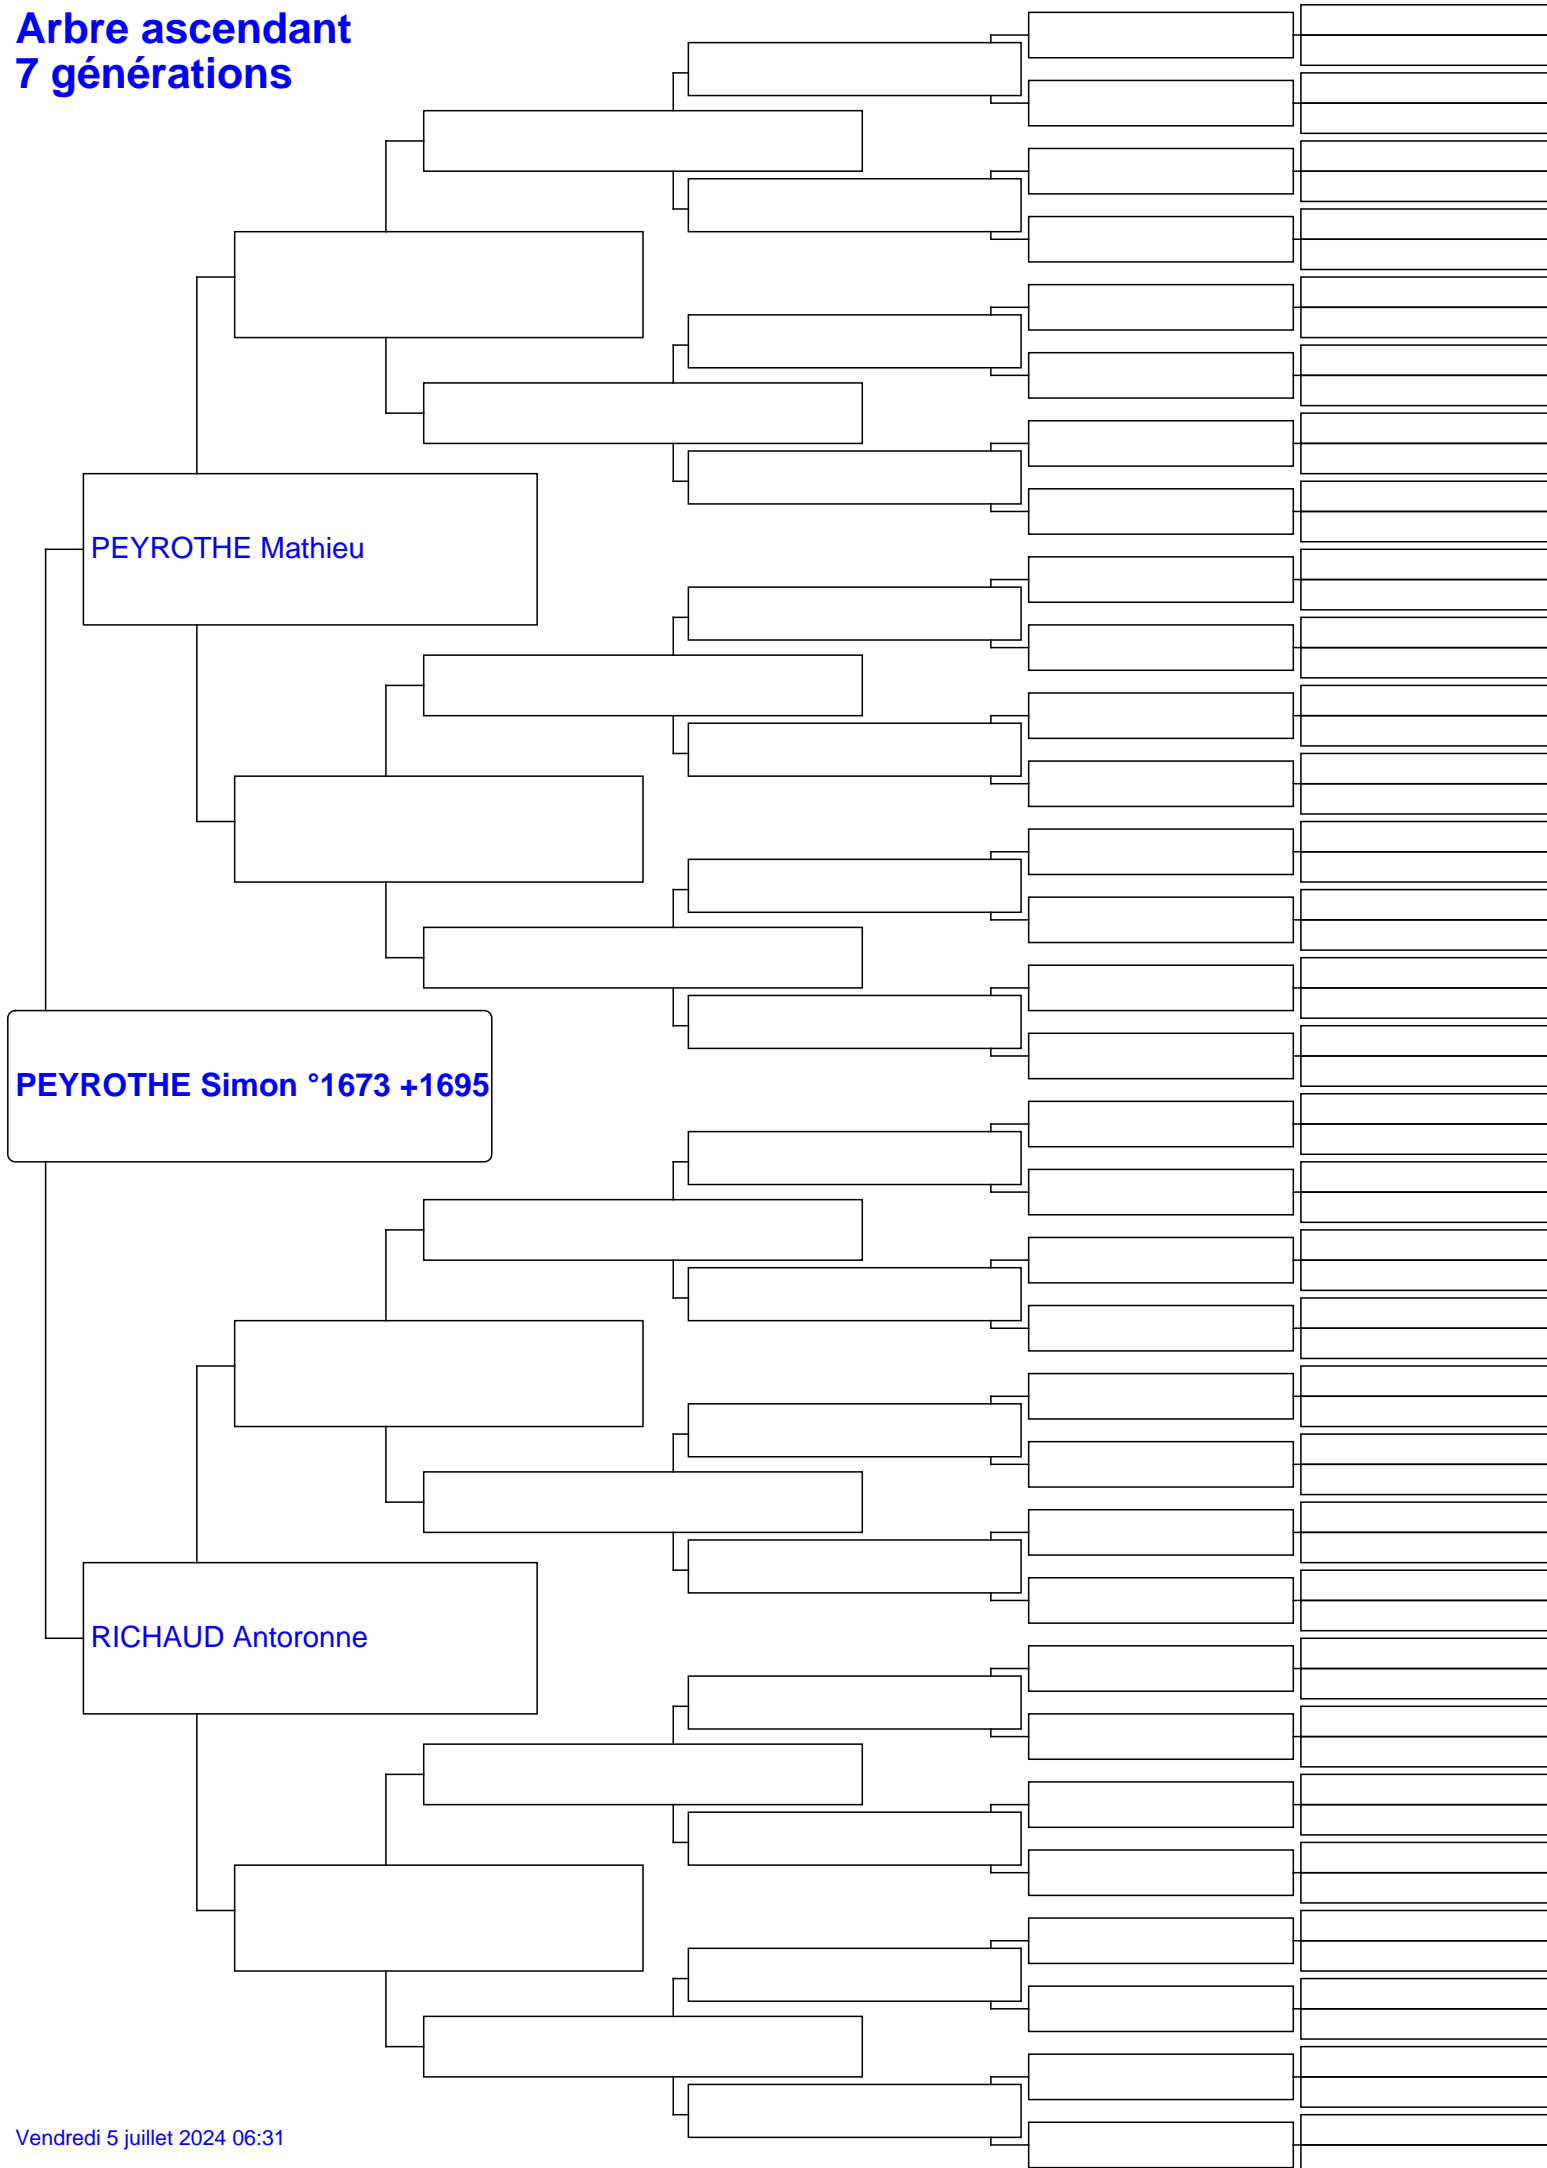 Arbre ascendant
7 générations
PEYROTHE Mathieu
PEYROTHE Simon °1673 +1695
RICHAUD Antoronne
Vendredi 5 juillet 2024 06:31